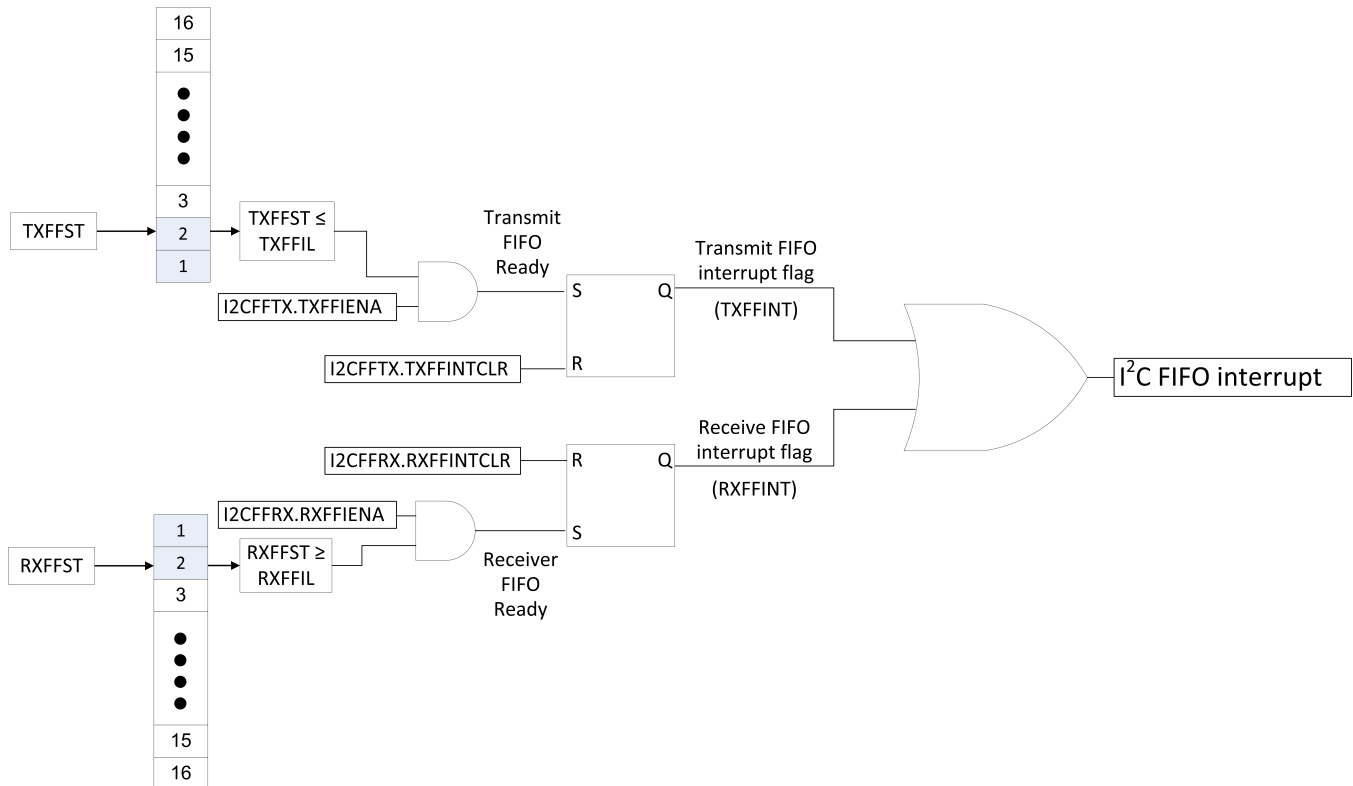 16
15
3
TXFFST
2
1
TXFFST ≤
TXFFIL
I2CFFTX.TXFFIENA
Transmit
FIFO
Ready
S
Q
R
I2CFFTX.TXFFINTCLR
Transmit FIFO
interrupt flag
(TXFFINT)
I²C FIFO interrupt
Receive FIFO
interrupt flag
(RXFFINT)
I2CFFRX.RXFFINTCLR
R
Q
S
I2CFFRX.RXFFIENA
RXFFST ≥
RXFFIL
Receiver
FIFO
Ready
RXFFST
1
2
3
15
16